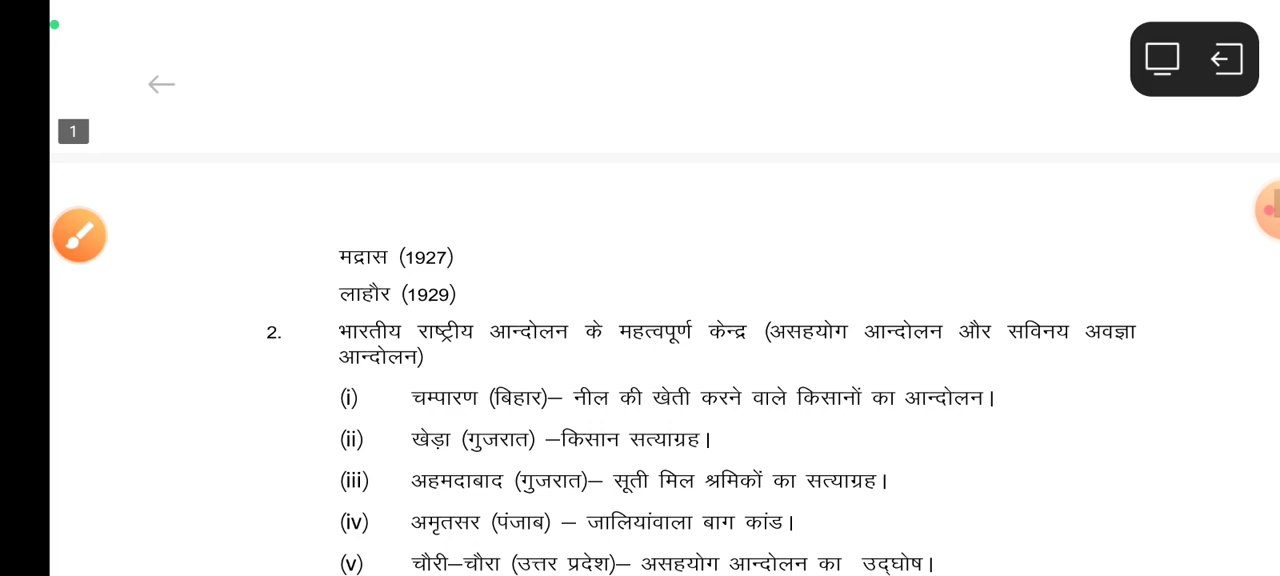 1
मद्रास (1927)
लाहौर (1929)
2. भारतीय राष्ट्रीय आन्दोलन के महत्वपूर्ण केन्द्र (असहयोग आन्दोलन और सविनय अवज्ञा
आन्दोलन)
(i) चम्पारण (बिहार)– नील की खेती करने वाले किसानों का आन्दोलन।
(ii) खेड़ा (गुजरात) –किसान सत्याग्रह।
(iii) अहमदाबाद (गुजरात)– सूती मिल श्रमिकों का सत्याग्रह।
(iv) अमृतसर (पंजाब) – जालियांवाला बाग कांड।
(v) चौरी–चौरा (उत्तर प्रदेश)– असहयोग आन्दोलन का उद्घोष।